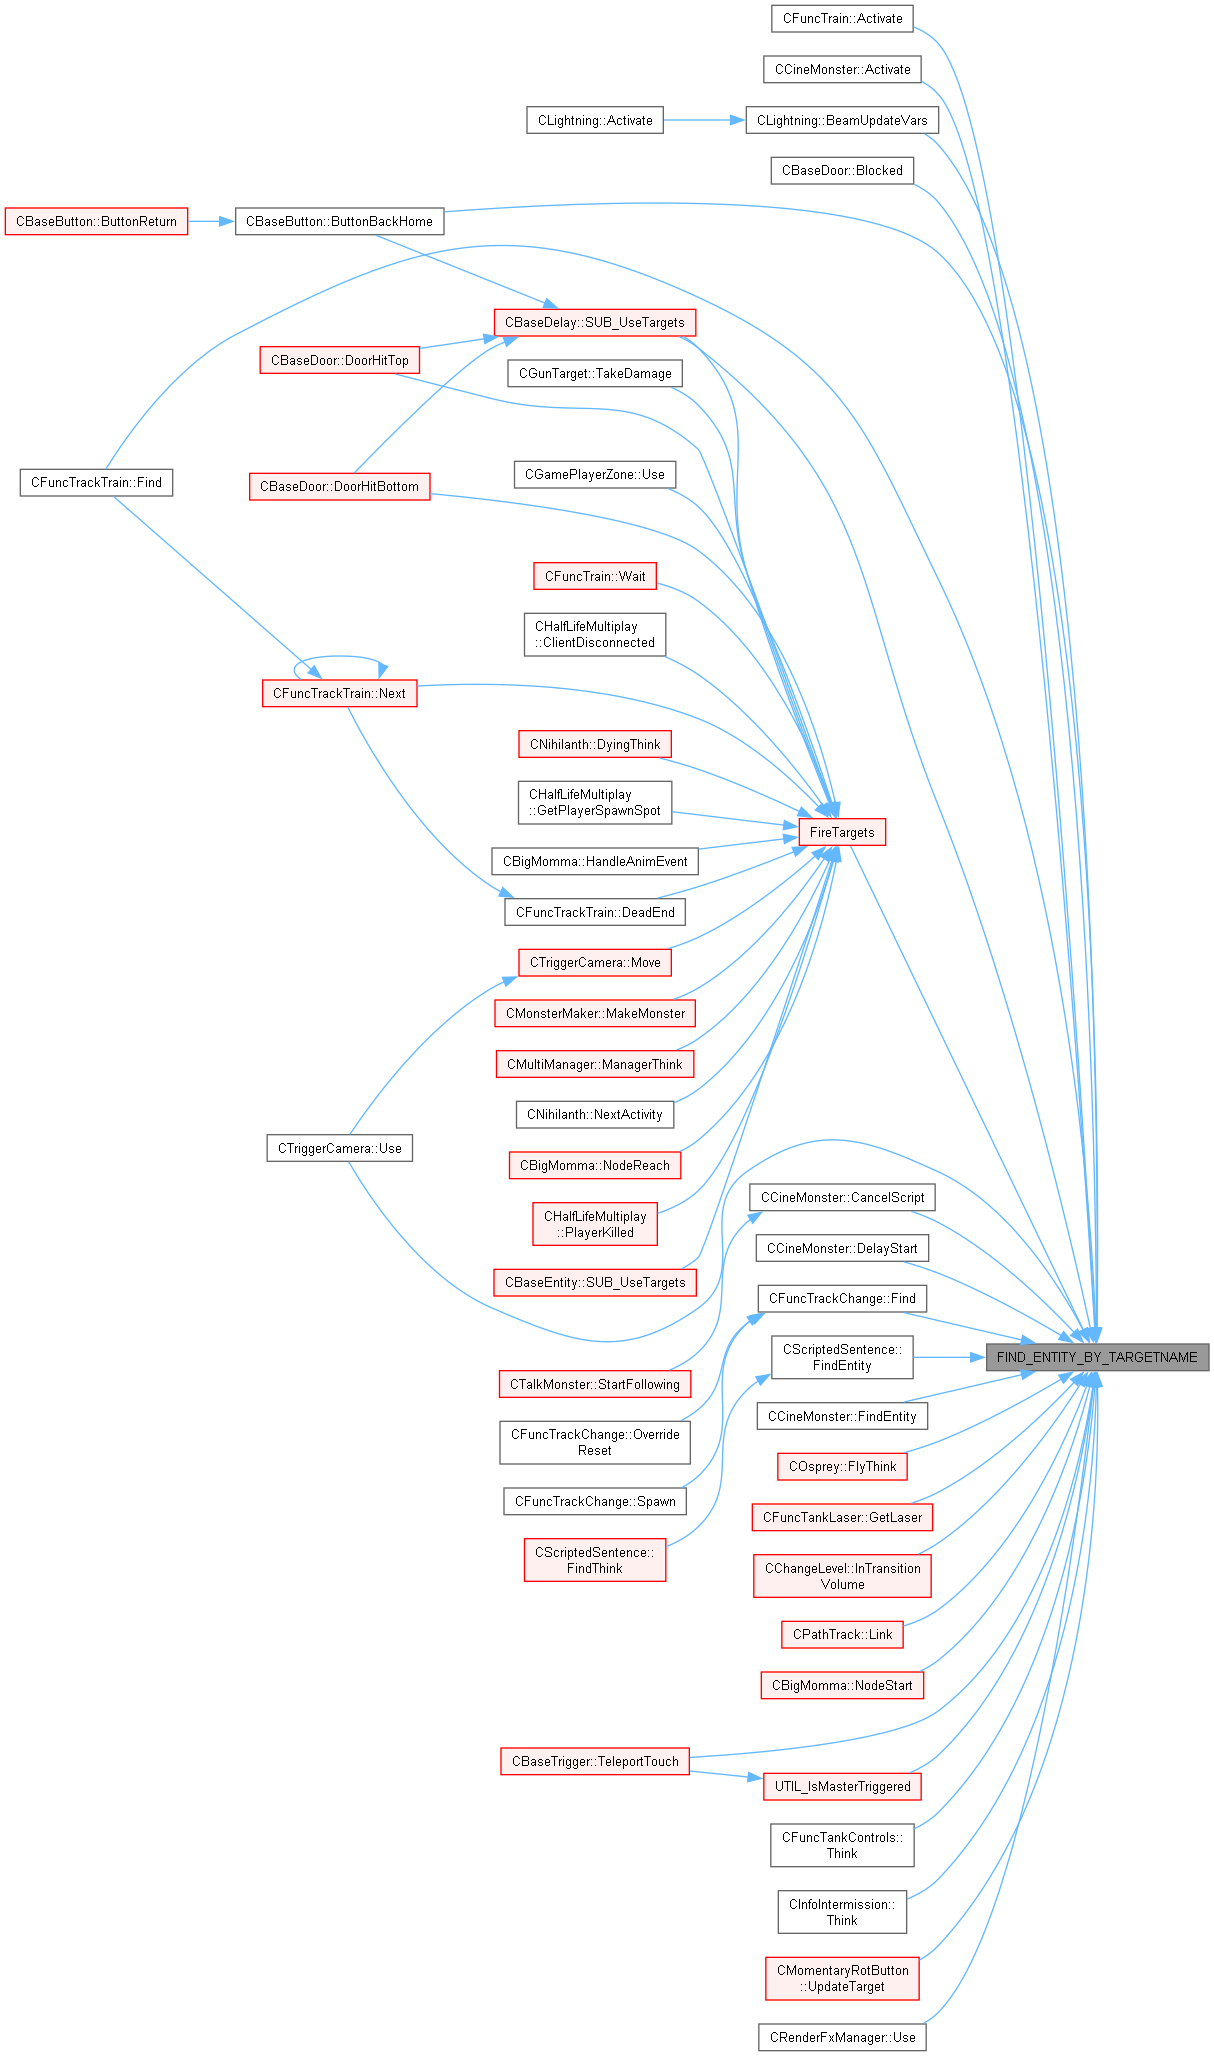 CFuncTrain::Activate
CCineMonster::Activate
CLightning::Activate
CLightning::BeamUpdateVars
CBaseDoor::Blocked
CBaseButton::ButtonReturn
CBaseButton::ButtonBackHome
CBaseDelay::SUB_UseTargets
CBaseDoor::DoorHitTop
CGunTarget::TakeDamage
CFuncTrackTrain::Find
CBaseDoor::DoorHitBottom
CGamePlayerZone::Use
CFuncTrain::Wait
CHalfLifeMultiplay
::ClientDisconnected
CFuncTrackTrain::Next
CNihilanth::DyingThink
CHalfLifeMultiplay
::GetPlayerSpawnSpot
FireTargets
CBigMomma::HandleAnimEvent
CFuncTrackTrain::DeadEnd
CTriggerCamera::Move
CMonsterMaker::MakeMonster
CMultiManager::ManagerThink
CNihilanth::NextActivity
CTriggerCamera::Use
CBigMomma::NodeReach
CHalfLifeMultiplay
::PlayerKilled
CBaseEntity::SUB_UseTargets
CCineMonster::CancelScript
CCineMonster::DelayStart
CFuncTrackChange::Find
CScriptedSentence::
FindEntity
FIND_ENTITY_BY_TARGETNAME
CTalkMonster::StartFollowing
CCineMonster::FindEntity
CFuncTrackChange::Override
Reset
COsprey::FlyThink
CFuncTrackChange::Spawn
CFuncTankLaser::GetLaser
CScriptedSentence::
FindThink
CChangeLevel::InTransition
Volume
CPathTrack::Link
CBigMomma::NodeStart
CBaseTrigger::TeleportTouch
UTIL_IsMasterTriggered
CFuncTankControls::
Think
CInfoIntermission::
Think
CMomentaryRotButton
::UpdateTarget
CRenderFxManager::Use